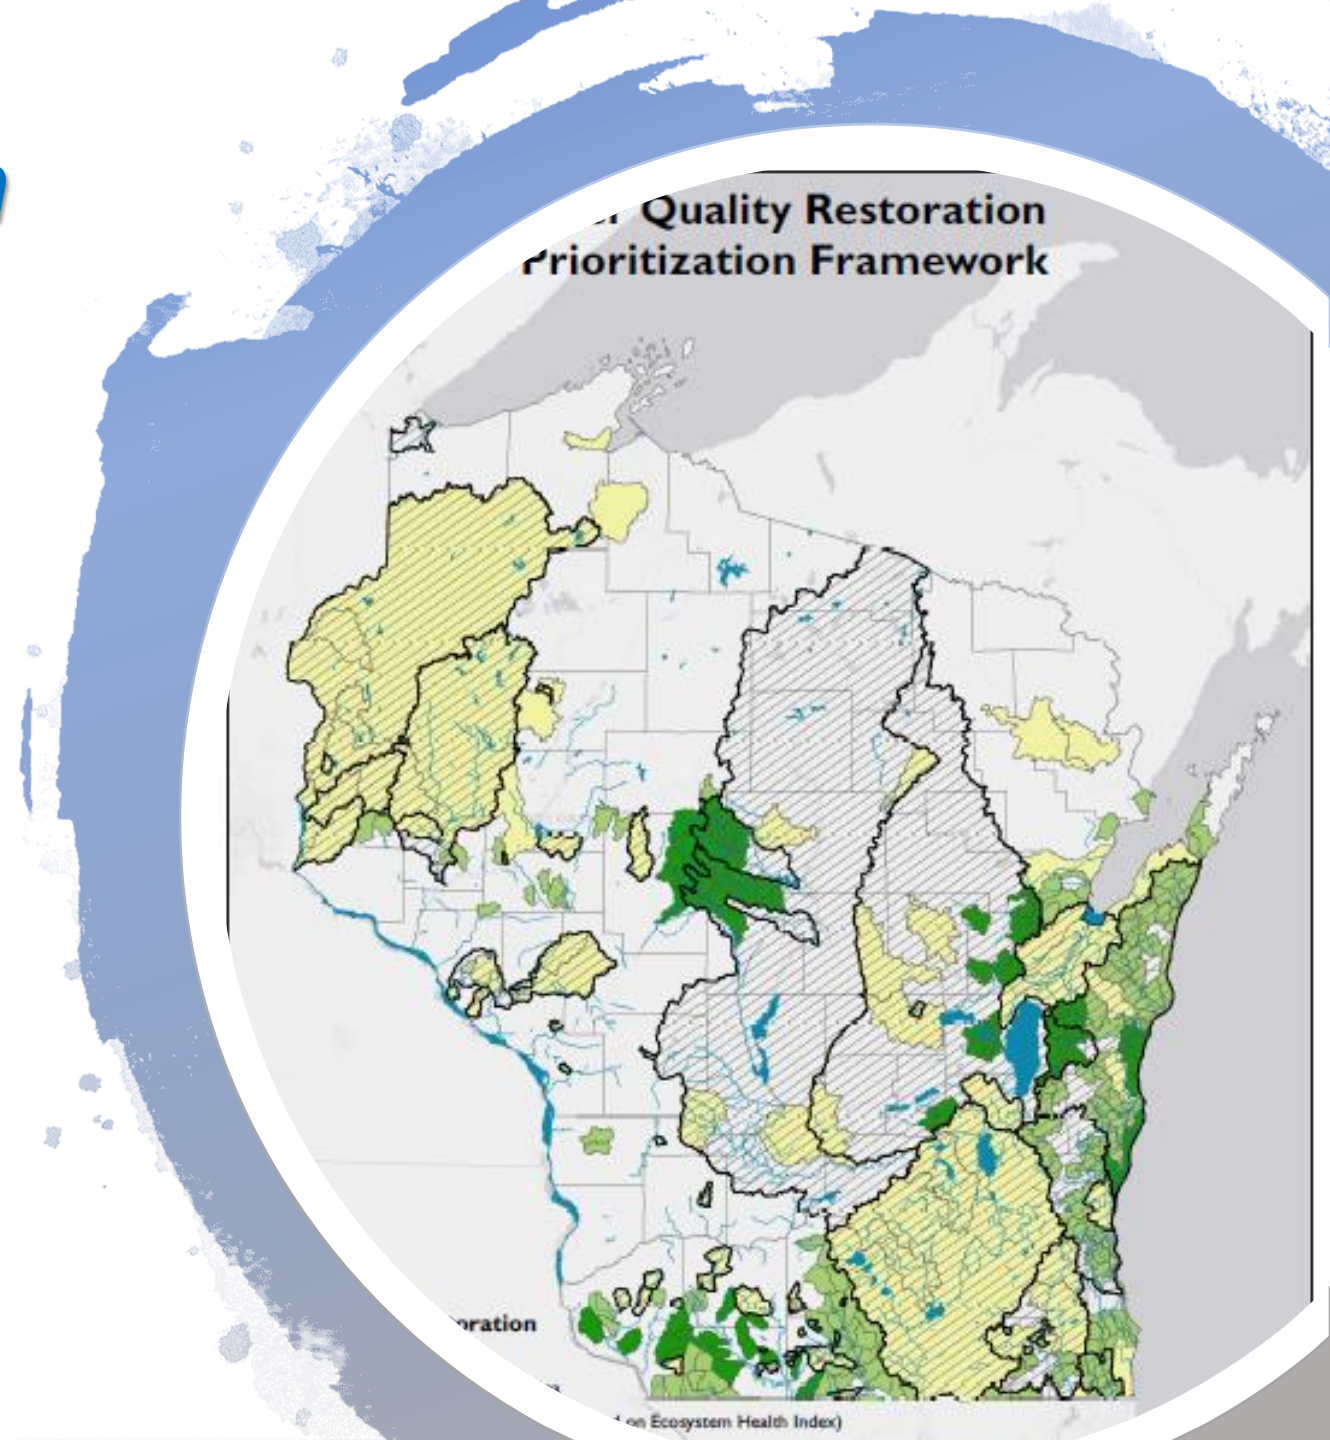 Quality Restoration
Prioritization Framework
oration
on Ecosystem Health Index)